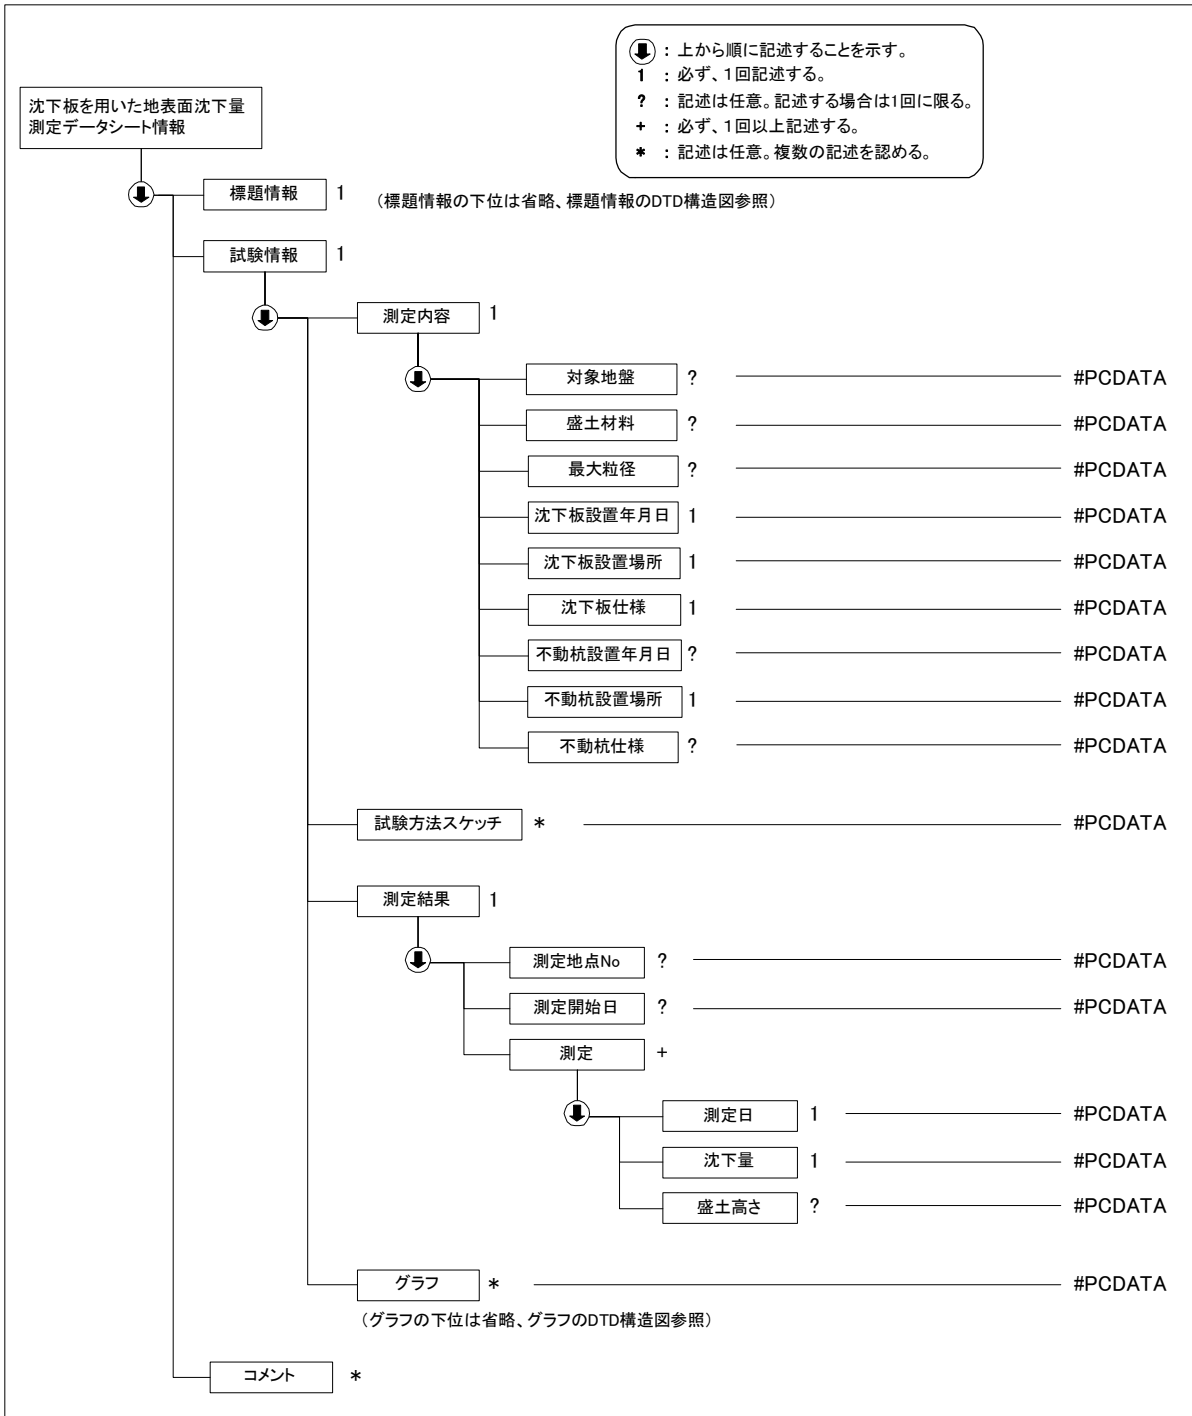 ： 上から順に記述することを示す。
1 ： 必ず、1回記述する。
? ： 記述は任意。記述する場合は1回に限る。
+ ： 必ず、1回以上記述する。
* ： 記述は任意。複数の記述を認める。
沈下板を用いた地表面沈下量
測定データシート情報
標題情報 1 （標題情報の下位は省略、標題情報のDTD構造図参照）
試験情報 1
測定内容 1
対象地盤 ? #PCDATA
盛土材料 ? #PCDATA
最大粒径 ? #PCDATA
沈下板設置年月日 1 #PCDATA
沈下板設置場所 1 #PCDATA
沈下板仕様 1 #PCDATA
不動杭設置年月日 ? #PCDATA
不動杭設置場所 1 #PCDATA
不動杭仕様 ? #PCDATA
試験方法スケッチ * #PCDATA
測定結果 1
測定地点No ? #PCDATA
測定開始日 ? #PCDATA
測定 +
測定日 1 #PCDATA
沈下量 1 #PCDATA
盛土高さ ? #PCDATA
グラフ * #PCDATA
（グラフの下位は省略、グラフのDTD構造図参照）
コメント *